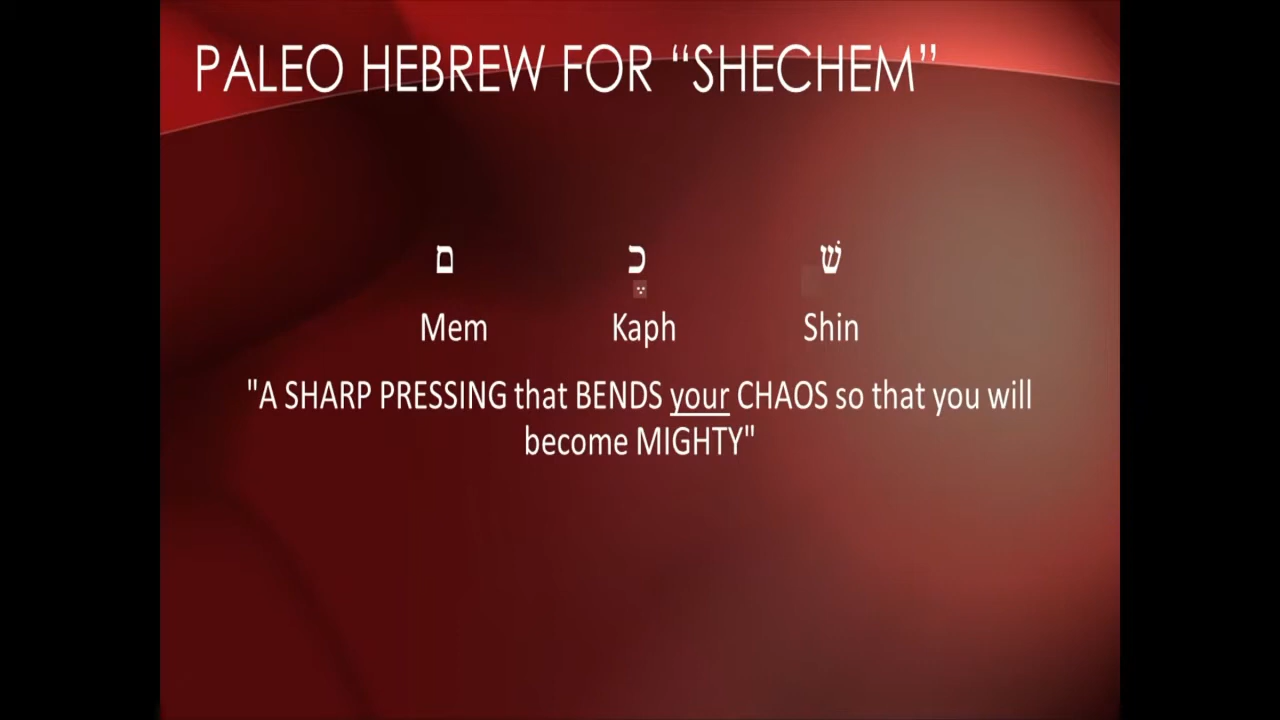 PALEO HEBREW FOR “SHECHEM”
ם כֶ שׁ
Mem Kaph Shin
"A SHARP PRESSING that BENDS your CHAOS so that you will
become MIGHTY"